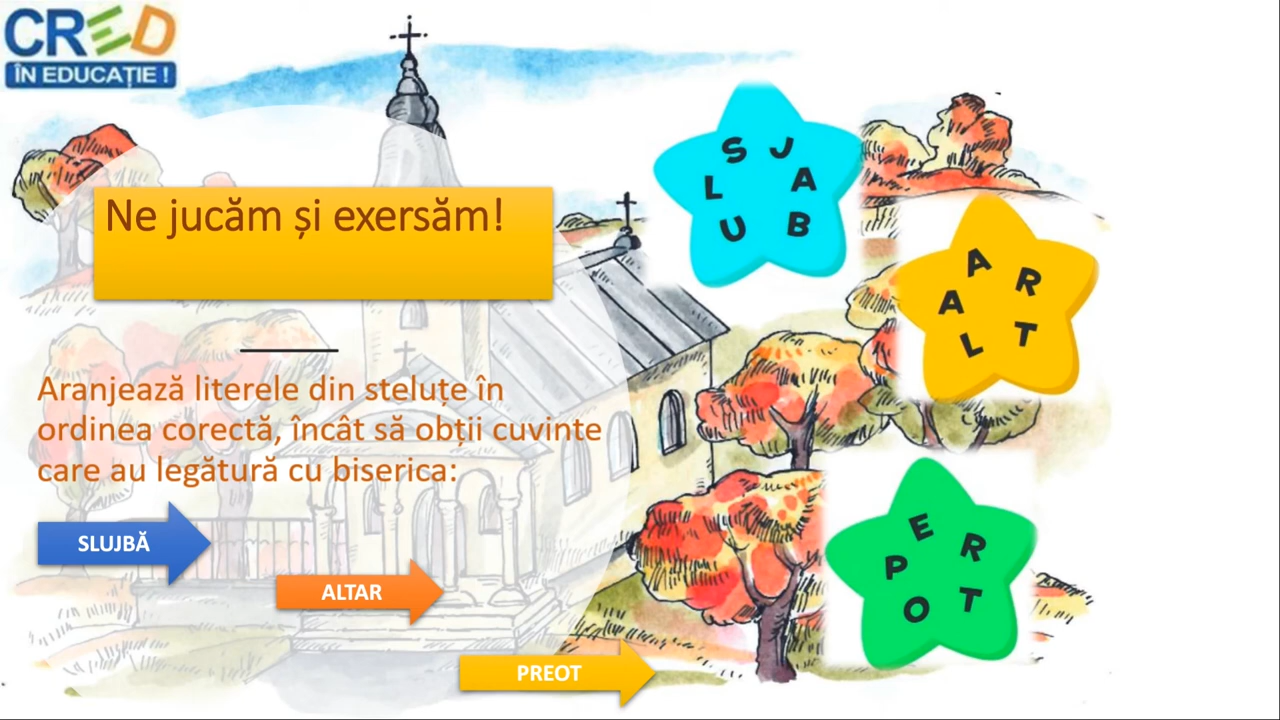 CRED
ÎN EDUCAȚIE !
Ne jucăm și exersăm!
Aranjează literele din steluțe în
ordinea corectă, încât să obții cuvinte
care au legătură cu biserica:
SLUJBĂ
ALTAR
PREOT
S J
L A
U B
A R
A
L T
E R
P
O T